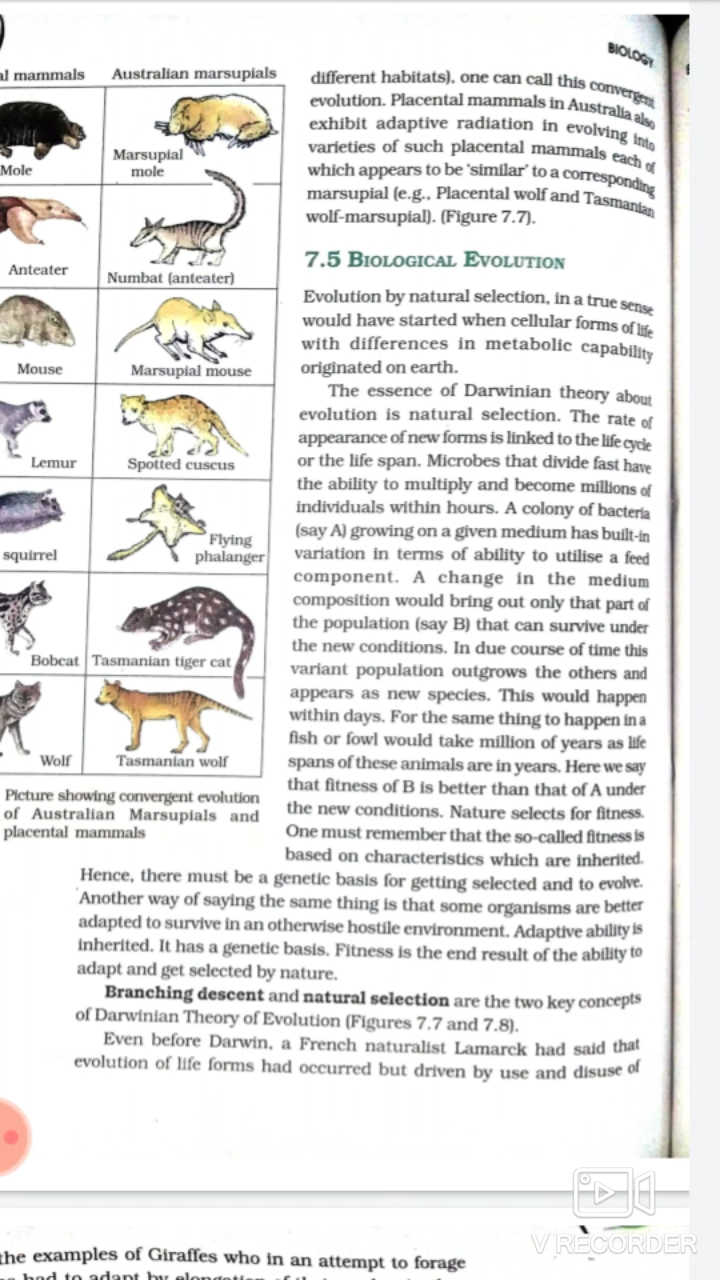 BIOLOGY
al mammals
Australian marsupials
Mole
Marsupial
mole
Anteater
Numbat (anteater)
Mouse
Marsupial mouse
Lemur
Spotted cuscus
squirrel
Flying
phalanger
Bobcat
Tasmanian tiger cat
Wolf
Tasmanian wolf
Picture showing convergent evolution
of Australian Marsupials and
placental mammals
different habitats), one can call this convergent
evolution. Placental mammals in Australia also
exhibit adaptive radiation in evolving into
varieties of such placental mammals each of
which appears to be 'similar' to a corresponding
marsupial (e.g., Placental wolf and Tasmanian
wolf-marsupial). (Figure 7.7).
7.5 BIOLOGICAL EVOLUTION
Evolution by natural selection, in a true sense
would have started when cellular forms of life
with differences in metabolic capability
originated on earth.
The essence of Darwinian theory about
evolution is natural selection. The rate of
appearance of new forms is linked to the life cycle
or the life span. Microbes that divide fast have
the ability to multiply and become millions of
individuals within hours. A colony of bacteria
(say A) growing on a given medium has built-in
variation in terms of ability to utilise a feed
component. A change in the medium
composition would bring out only that part of
the population (say B) that can survive under
the new conditions. In due course of time this
variant population outgrows the others and
appears as new species. This would happen
within days. For the same thing to happen in a
fish or fowl would take million of years as life
spans of these animals are in years. Here we say
that fitness of B is better than that of A under
the new conditions. Nature selects for fitness.
One must remember that the so-called fitness is
based on characteristics which are inherited.
Hence, there must be a genetic basis for getting selected and to evolve.
Another way of saying the same thing is that some organisms are better
adapted to survive in an otherwise hostile environment. Adaptive ability is
inherited. It has a genetic basis. Fitness is the end result of the ability to
adapt and get selected by nature.
Branching descent and natural selection are the two key concepts
of Darwinian Theory of Evolution (Figures 7.7 and 7.8).
Even before Darwin, a French naturalist Lamarck had said that
evolution of life forms had occurred but driven by use and disuse of
V RECORDER
the examples of Giraffes who in an attempt to forage
had to adapt by elongation of